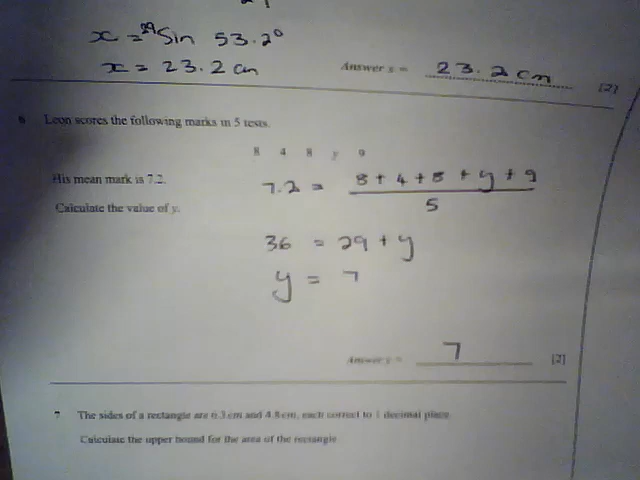 x = 29 Sin 53.2°
x = 23.2 cm
Answer x = 23.2 cm
[2]
6 Leon scores the following marks in 5 tests.
8 4 8 y 9
His mean mark is 7.2.
7.2 = 8 + 4 + 8 + y + 9
5
Calculate the value of y.
36 = 29 + y
y = 7
Answer y = 7 [2]
7 The sides of a rectangle are 6.3 cm and 4.8 cm, each correct to 1 decimal place.
Calculate the upper bound for the area of the rectangle.